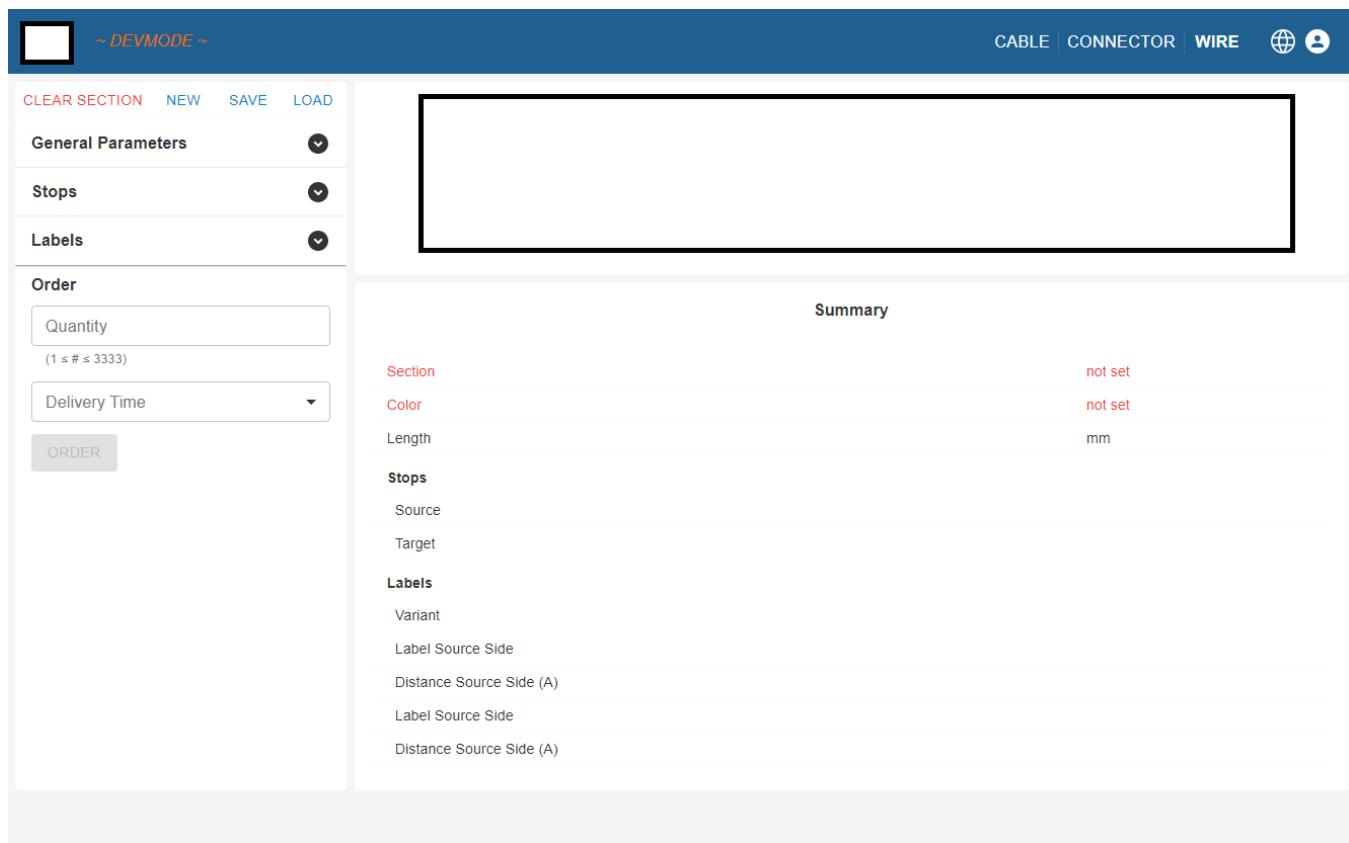 ~ DEVMODE ~
CABLE CONNECTOR WIRE
CLEAR SECTION NEW SAVE LOAD
General Parameters
Stops
Labels
Order
Quantity
(1 ≤ # ≤ 3333)
Delivery Time
ORDER
Summary
Section not set
Color not set
Length mm
Stops
Source
Target
Labels
Variant
Label Source Side
Distance Source Side (A)
Label Source Side
Distance Source Side (A)